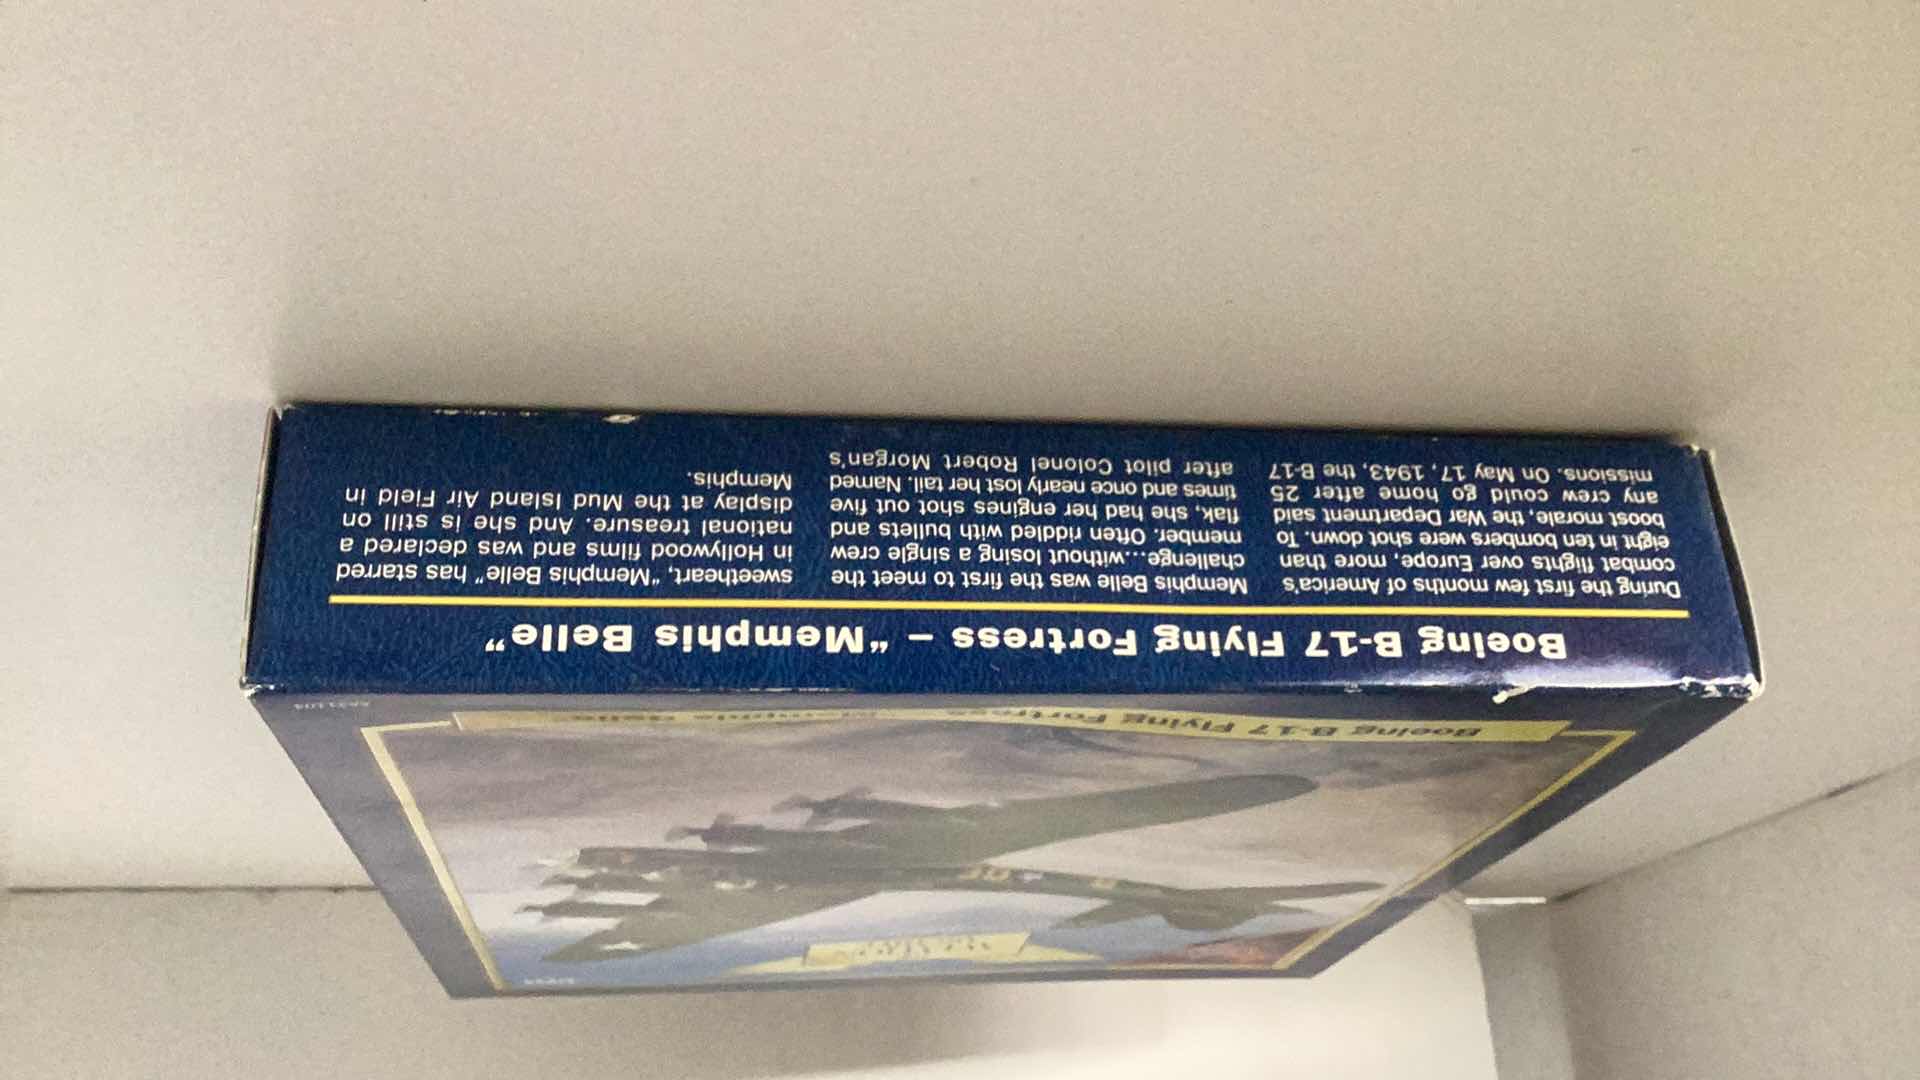 Boeing B-17 Flying Fortress – “Memphis Belle”
During the first few months of America's
combat flights over Europe, more than
eight in ten bombers were shot down. To
boost morale, the War Department said
any crew could go home after 25
missions. On May 17, 1943, the B-17
Memphis Belle was the first to meet the
challenge...without losing a single crew
member. Often riddled with bullets and
flak, she had her engines shot out five
times and once nearly lost her tail. Named
after pilot Colonel Robert Morgan's
sweetheart, “Memphis Belle” has starred
in Hollywood films and was declared a
national treasure. And she is still on
display at the Mud Island Air Field in
Memphis.
Boeing B-17 Flying Fortress - Memphis Belle